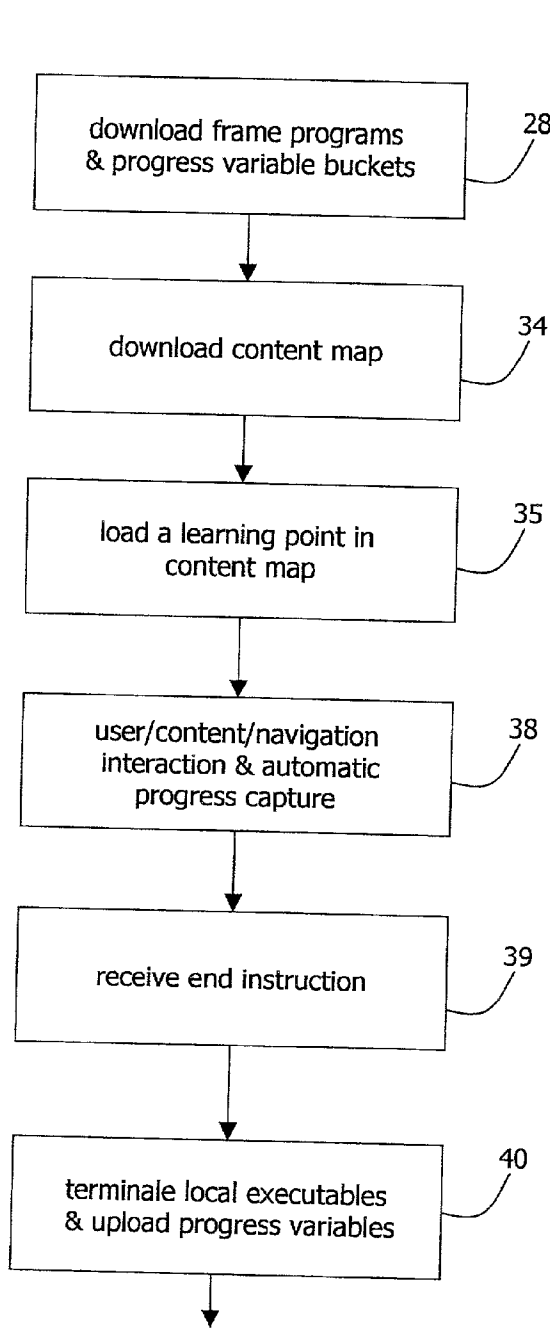 download frame programs
& progress variable buckets
28
download content map
34
load a learning point in
content map
35
user/content/navigation
interaction & automatic
progress capture
38
receive end instruction
39
terminale local executables
& upload progress variables
40